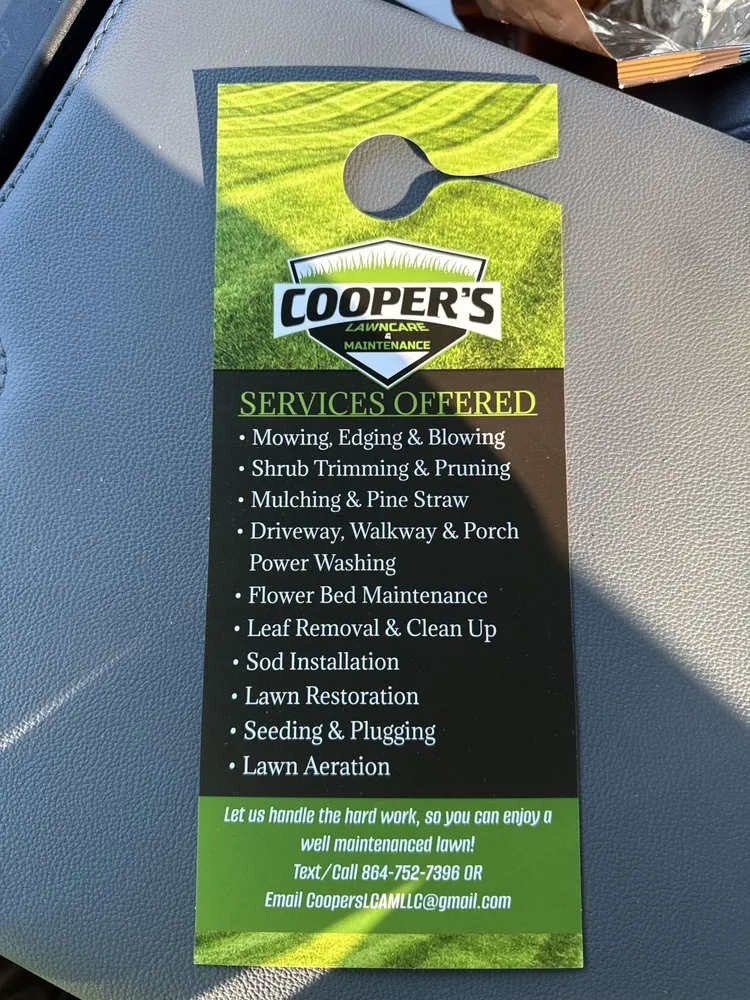 COOPER'S
LAWNCARE
&
MAINTENANCE
SERVICES OFFERED
• Mowing, Edging & Blowing
• Shrub Trimming & Pruning
• Mulching & Pine Straw
• Driveway, Walkway & Porch
Power Washing
• Flower Bed Maintenance
• Leaf Removal & Clean Up
• Sod Installation
• Lawn Restoration
• Seeding & Plugging
• Lawn Aeration
Let us handle the hard work, so you can enjoy a
well maintenanced lawn!
Text/Call 864-752-7396 OR
Email CoopersLCAMLLC@gmail.com